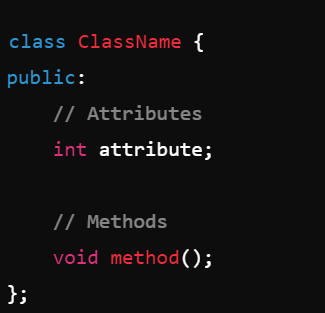 class ClassName {
public:
    // Attributes
    int attribute;

    // Methods
    void method();
};